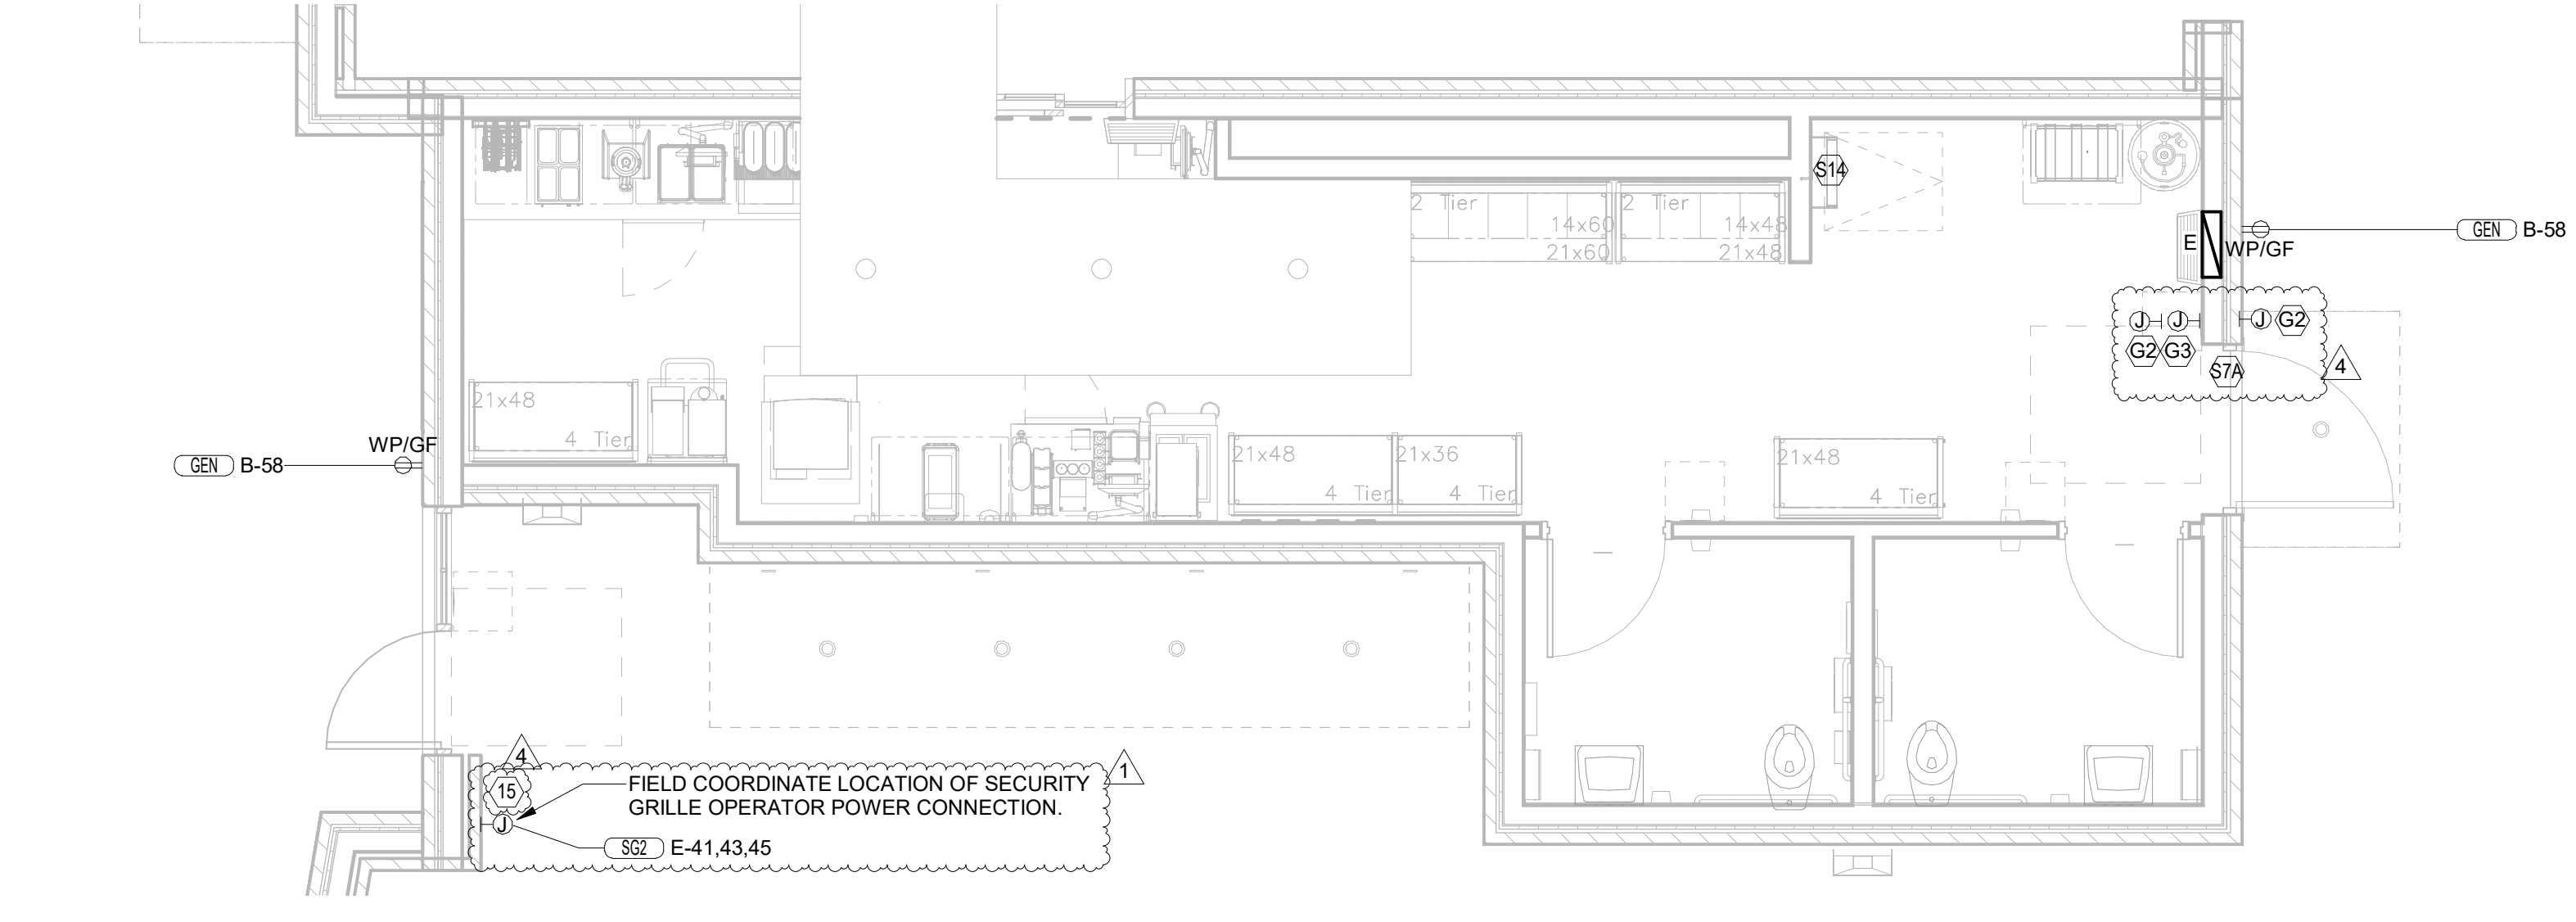 S14
2 Tier
14x60
21x60
2 Tier
14x48
21x48
E
WP/GF
GEN B-58
J J J G2
G2 G3
S7A
4
21x48
4 Tier
WP/GF
GEN B-58
21x48
4 Tier
21x36
4 Tier
21x48
4 Tier
4
15
1
FIELD COORDINATE LOCATION OF SECURITY
GRILLE OPERATOR POWER CONNECTION.
J
SG2 E-41,43,45